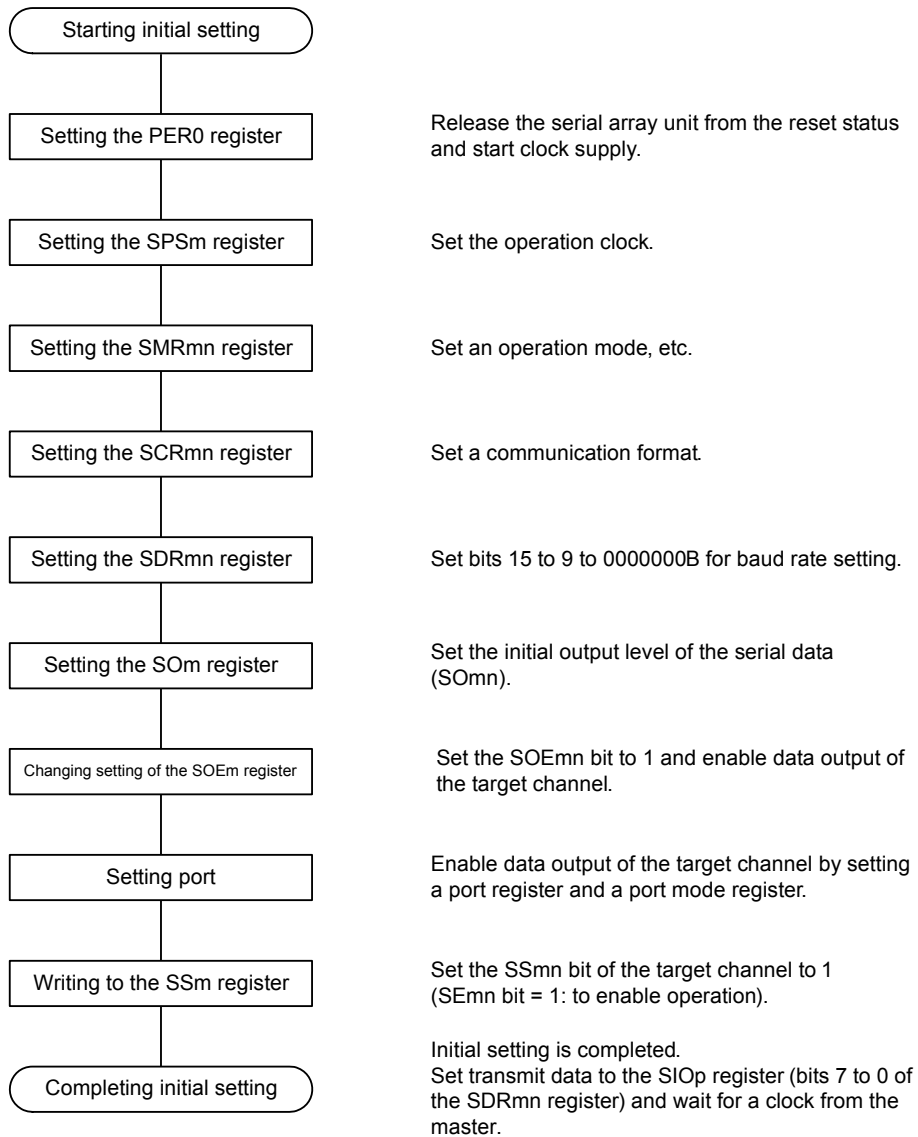 Starting initial setting
Setting the PER0 register
Release the serial array unit from the reset status
and start clock supply.
Setting the SPSm register
Set the operation clock.
Setting the SMRmn register
Set an operation mode, etc.
Setting the SCRmn register
Set a communication format.
Setting the SDRmn register
Set bits 15 to 9 to 0000000B for baud rate setting.
Setting the SOm register
Set the initial output level of the serial data
(SOmn).
Changing setting of the SOEm register
Set the SOEmn bit to 1 and enable data output of
the target channel.
Setting port
Enable data output of the target channel by setting
a port register and a port mode register.
Writing to the SSm register
Set the SSmn bit of the target channel to 1
(SEmn bit = 1: to enable operation).
Completing initial setting
Initial setting is completed.
Set transmit data to the SIOp register (bits 7 to 0 of
the SDRmn register) and wait for a clock from the
master.